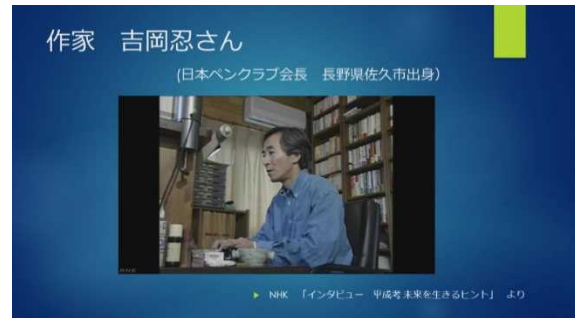 作家　吉岡忍さん
(日本ペンクラブ会長　長野県佐久市出身）
NHK　「インタビュー　平成考 未来を生きるヒント」　より